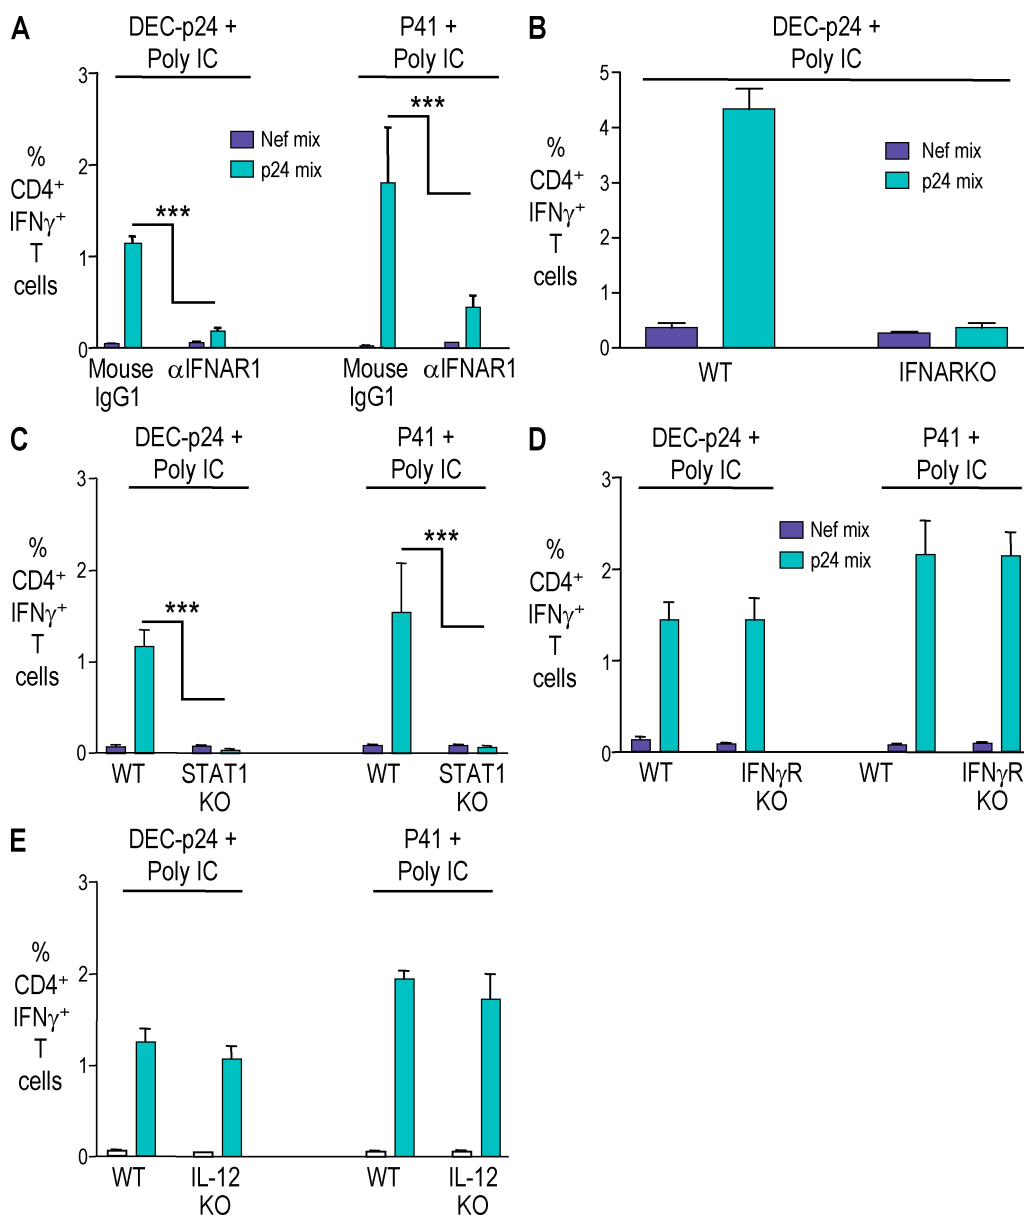 A
DEC-p24 +
Poly IC
P41 +
Poly IC
3
2
1
0
%
CD4⁺
IFNγ⁺
T
cells
Nef mix
p24 mix
***
***
Mouse
IgG1
αIFNAR1
Mouse
IgG1
αIFNAR1
B
DEC-p24 +
Poly IC
5
4
3
2
1
0
%
CD4⁺
IFNγ⁺
T
cells
Nef mix
p24 mix
WT
IFNARKO
C
DEC-p24 +
Poly IC
P41 +
Poly IC
3
2
1
0
%
CD4⁺
IFNγ⁺
T
cells
***
***
WT
STAT1
KO
WT
STAT1
KO
D
DEC-p24 +
Poly IC
P41 +
Poly IC
3
2
1
0
%
CD4⁺
IFNγ⁺
T
cells
Nef mix
p24 mix
WT
IFNγR
KO
WT
IFNγR
KO
E
DEC-p24 +
Poly IC
P41 +
Poly IC
3
2
1
0
%
CD4⁺
IFNγ⁺
T
cells
WT
IL-12
KO
WT
IL-12
KO